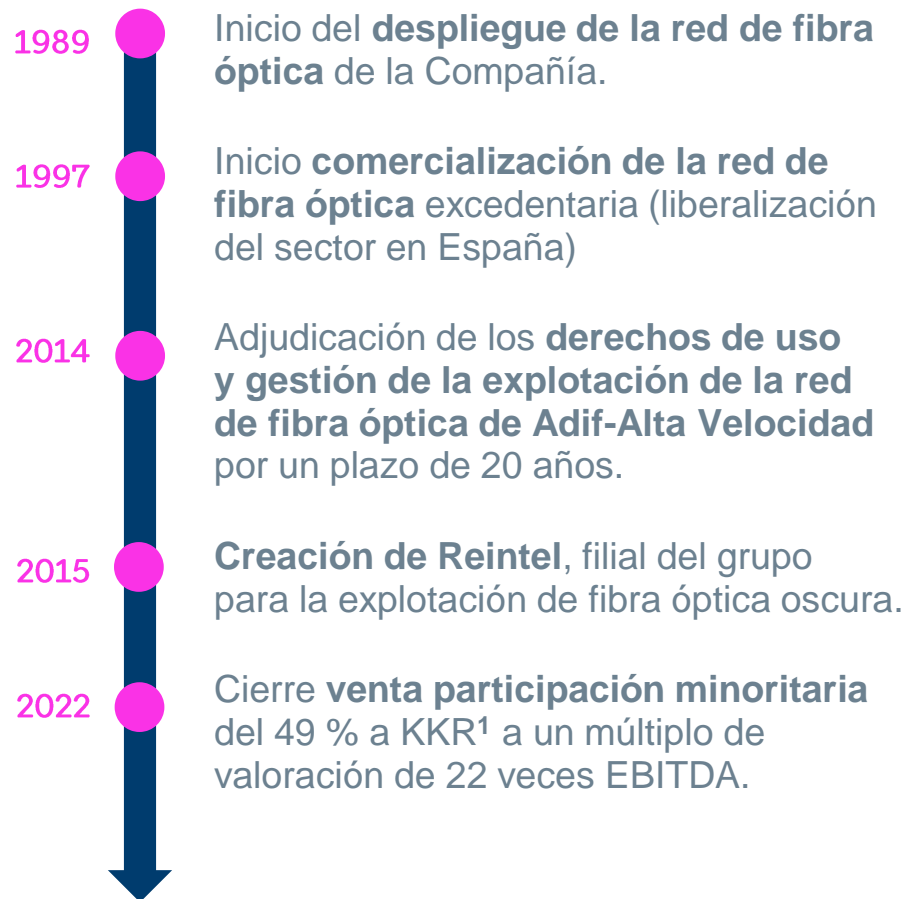 1989
Inicio del despliegue de la red de fibra
óptica de la Compañía.
1997
Inicio comercialización de la red de
fibra óptica excedentaria (liberalización
del sector en España)
2014
Adjudicación de los derechos de uso
y gestión de la explotación de la red
de fibra óptica de Adif-Alta Velocidad
por un plazo de 20 años.
2015
Creación de Reintel, filial del grupo
para la explotación de fibra óptica oscura.
2022
Cierre venta participación minoritaria
del 49 % a KKR¹ a un múltiplo de
valoración de 22 veces EBITDA.